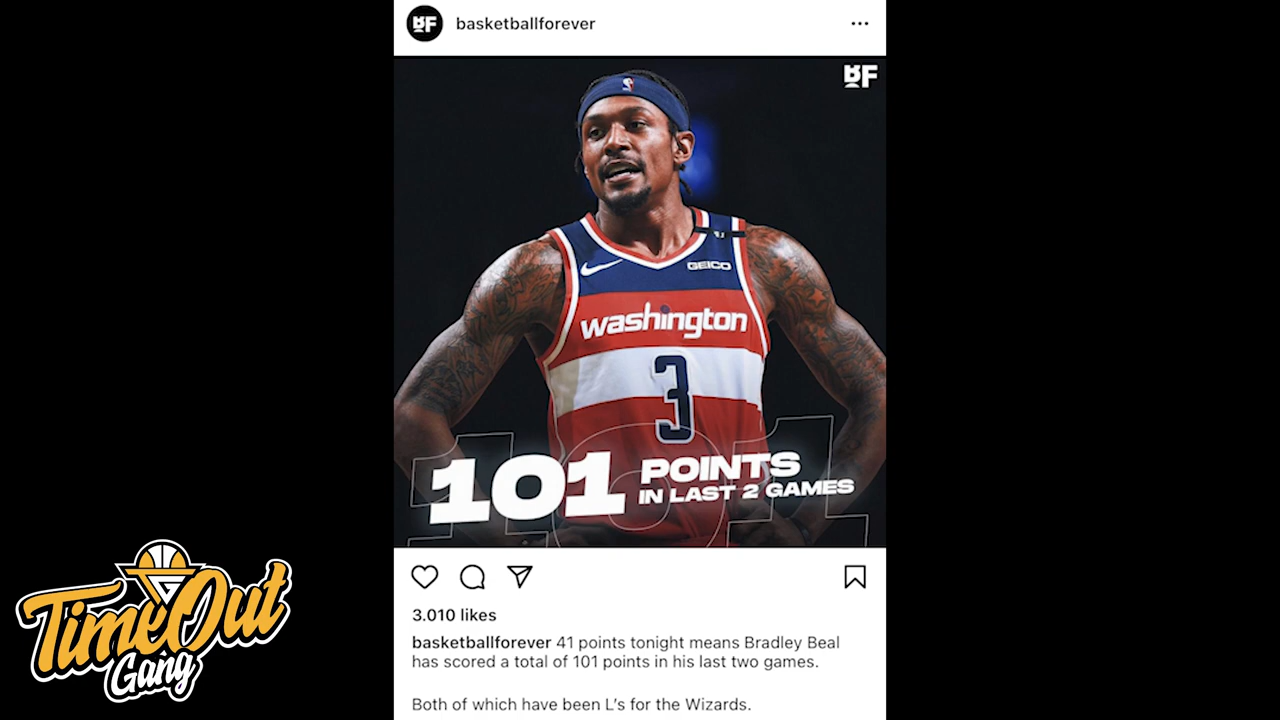 BF
basketballforever
BF
GEICO
washington
3
101
101 POINTS
IN LAST 2 GAMES
3.010 likes
basketballforever 41 points tonight means Bradley Beal
has scored a total of 101 points in his last two games.
Both of which have been L's for the Wizards.
TimeOut
Gang